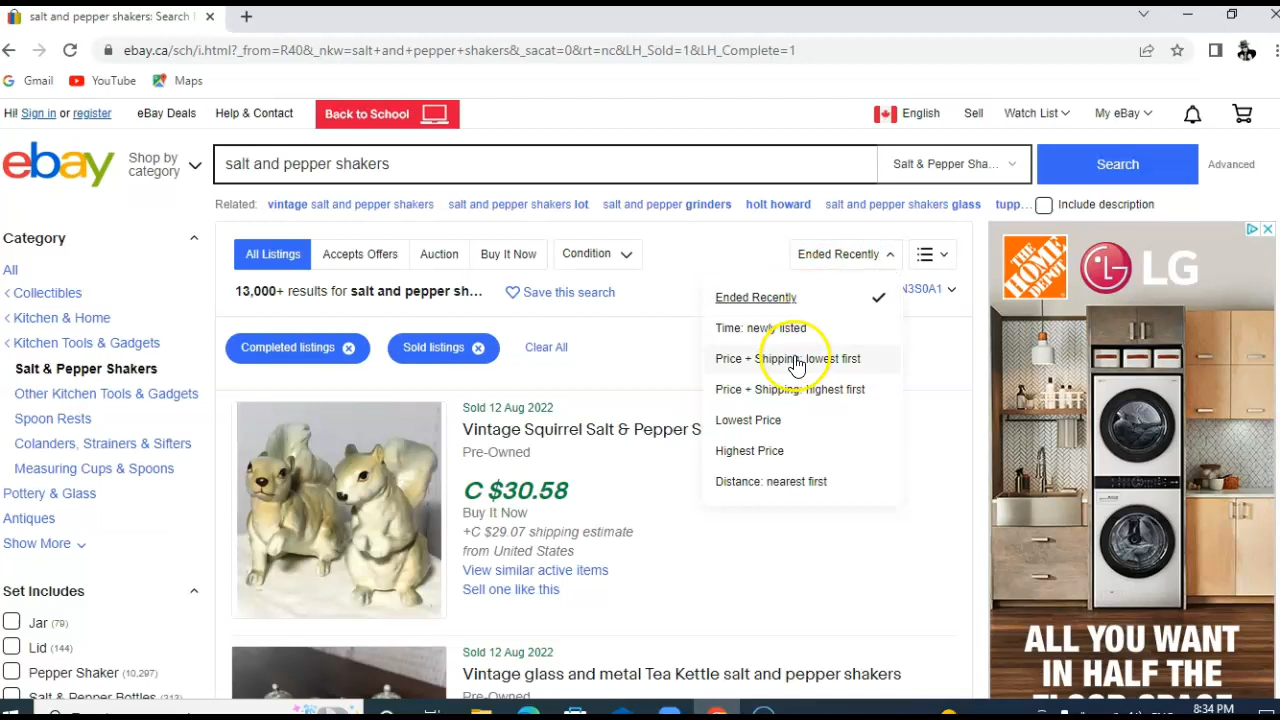 salt and pepper shakers: Search
ebay.ca/sch/i.html?_from=R40&_nkw=salt+and+pepper+shakers&_sacat=0&rt=nc&LH_Sold=1&LH_Complete=1
Gmail YouTube Maps
Hi! Sign in or register eBay Deals Help & Contact Back to School English Sell Watch List My eBay
ebay Shop by category salt and pepper shakers Salt & Pepper Sha... Search Advanced
Related: vintage salt and pepper shakers salt and pepper shakers lot salt and pepper grinders holt howard salt and pepper shakers glass tupp... Include description
Category
All
Collectibles
Kitchen & Home
Kitchen Tools & Gadgets
Salt & Pepper Shakers
Other Kitchen Tools & Gadgets
Spoon Rests
Colanders, Strainers & Sifters
Measuring Cups & Spoons
Pottery & Glass
Antiques
Show More
Set Includes
Jar (79)
Lid (144)
Pepper Shaker (10,297)
Salt & Pepper Bottles (313)
All Listings Accepts Offers Auction Buy It Now Condition Ended Recently
13,000+ results for salt and pepper sh... Save this search N3S0A1
Completed listings Sold listings Clear All
Ended Recently
Time: newly listed
Price + Shipping: lowest first
Price + Shipping: highest first
Lowest Price
Highest Price
Distance: nearest first
Sold 12 Aug 2022
Vintage Squirrel Salt & Pepper S
Pre-Owned
C $30.58
Buy It Now
+C $29.07 shipping estimate
from United States
View similar active items
Sell one like this
Sold 12 Aug 2022
Vintage glass and metal Tea Kettle salt and pepper shakers
Pre-Owned
THE HOME DEPOT LG
ALL YOU WANT
IN HALF THE
FLOOR SPACE
8:34 PM